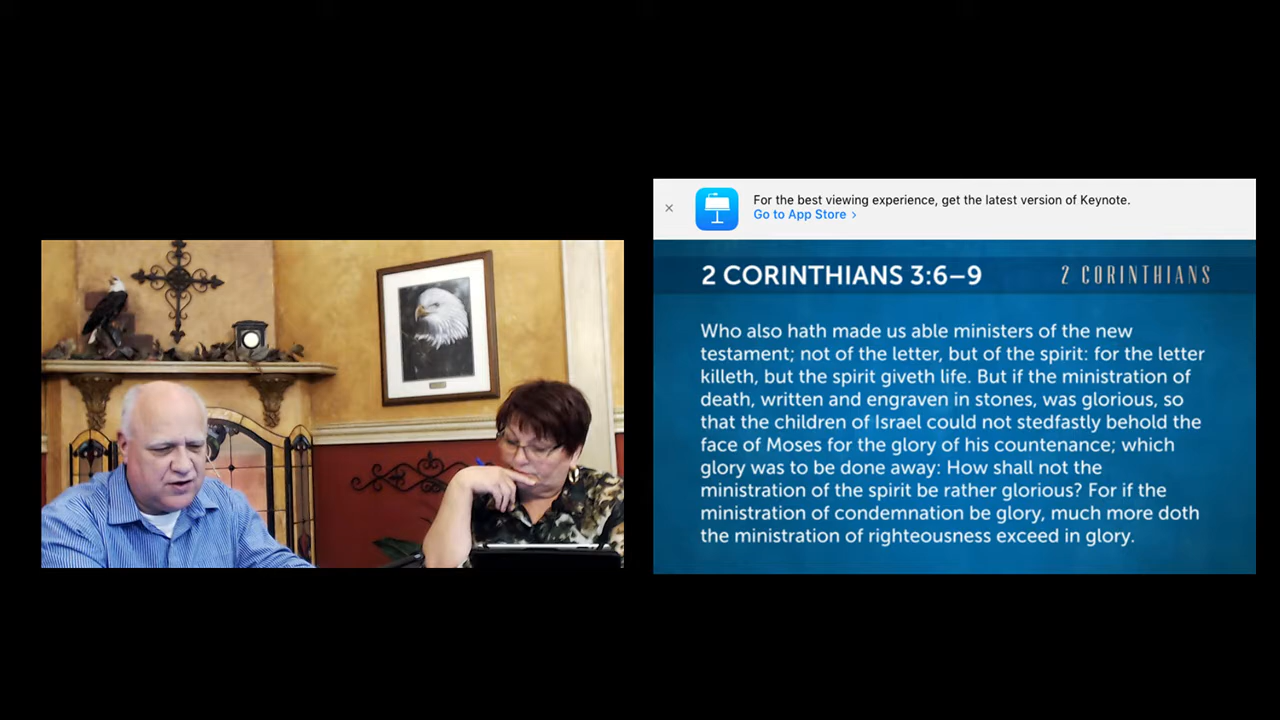 For the best viewing experience, get the latest version of Keynote.
Go to App Store >
2 CORINTHIANS 3:6–9
2 CORINTHIANS
Who also hath made us able ministers of the new
testament; not of the letter, but of the spirit: for the letter
killeth, but the spirit giveth life. But if the ministration of
death, written and engraven in stones, was glorious, so
that the children of Israel could not stedfastly behold the
face of Moses for the glory of his countenance; which
glory was to be done away: How shall not the
ministration of the spirit be rather glorious? For if the
ministration of condemnation be glory, much more doth
the ministration of righteousness exceed in glory.